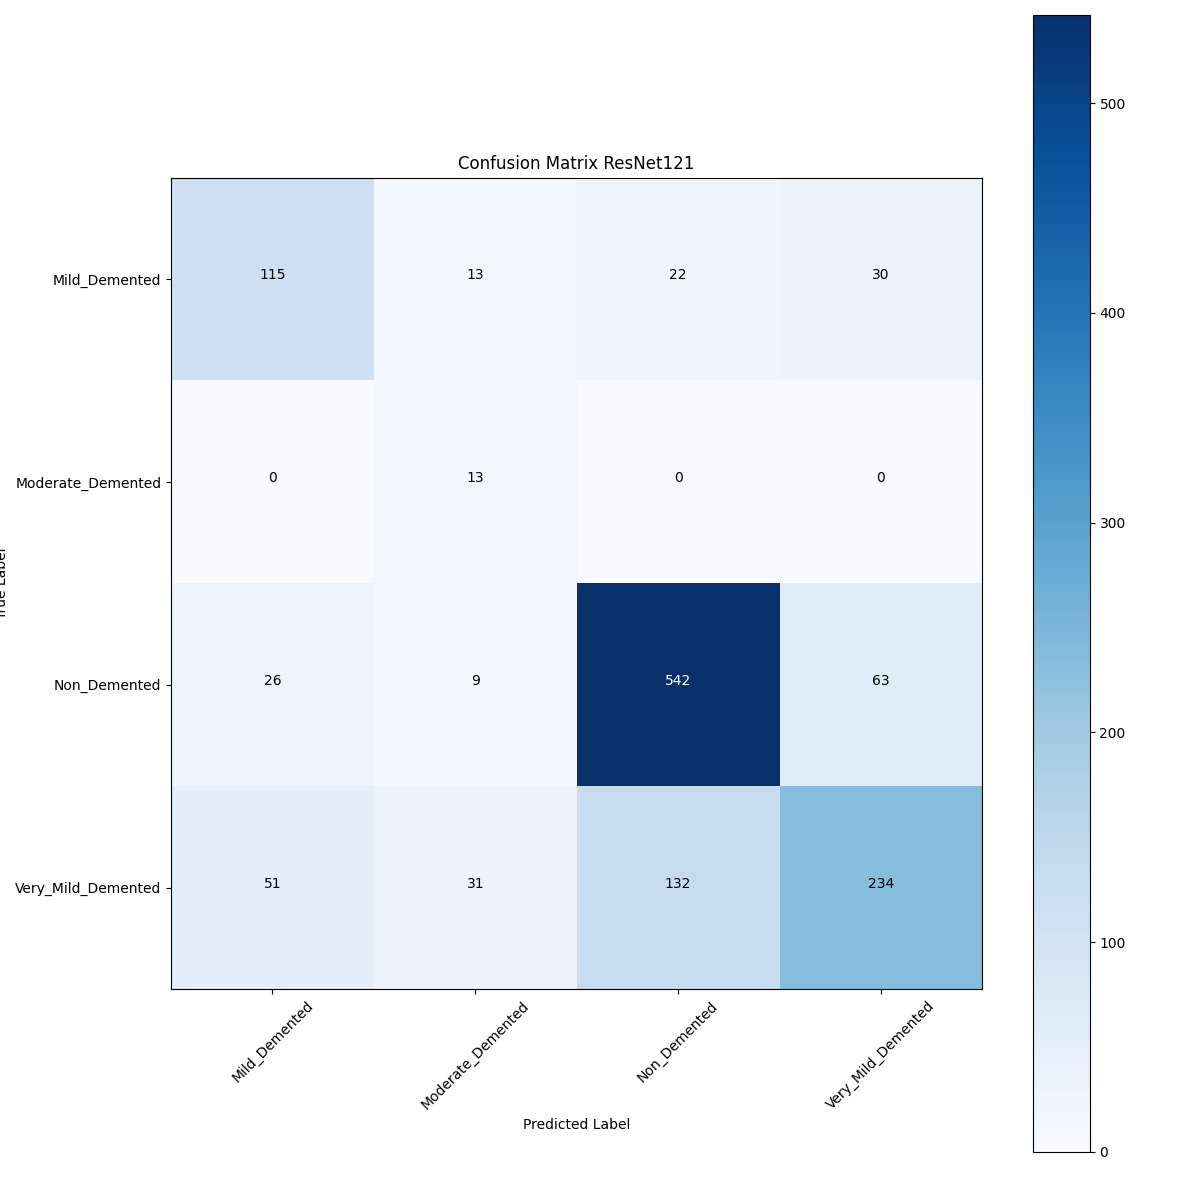 Confusion Matrix ResNet121
500
400
300
200
100
0
Mild_Demented
115 13 22 30
Moderate_Demented
0 13 0 0
Non_Demented
26 9 542 63
Very_Mild_Demented
51 31 132 234
Mild_Demented
Moderate_Demented
Non_Demented
Very_Mild_Demented
Predicted Label